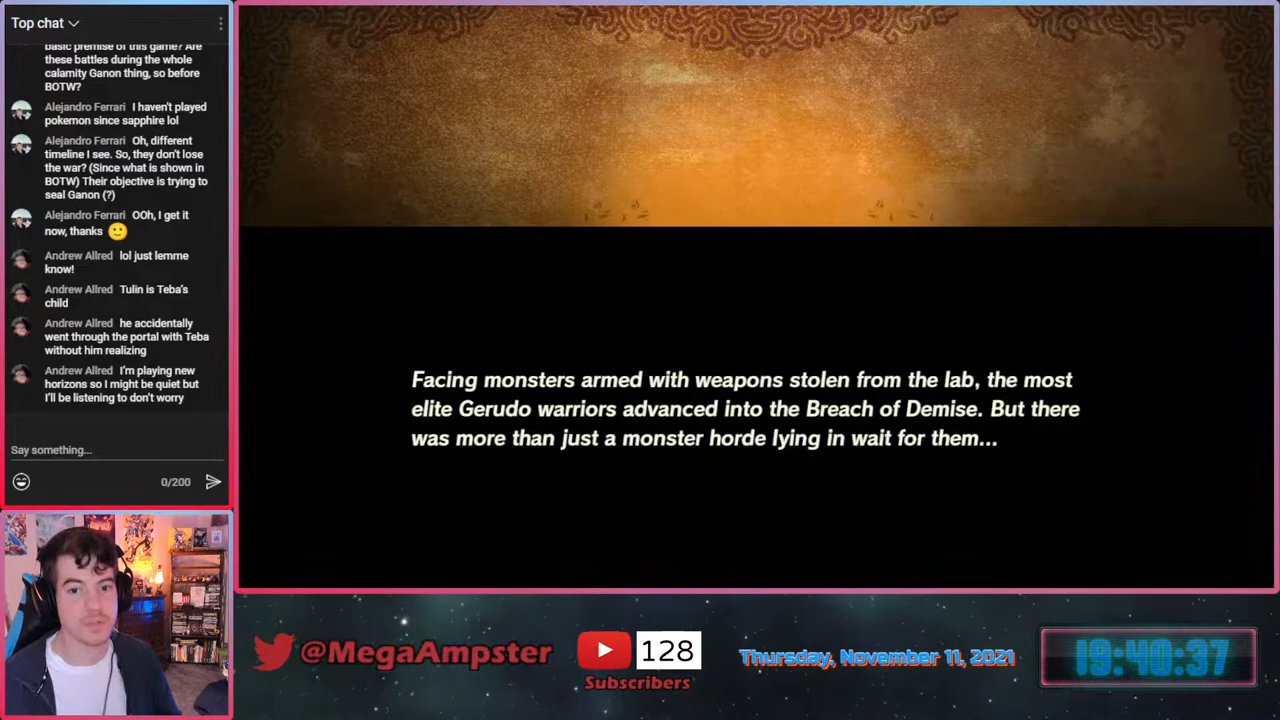 Top chat
basic premise of this game? Are
these battles during the whole
calamity Ganon thing, so before
BOTW?
Alejandro Ferrari I haven't played
pokemon since sapphire lol
Alejandro Ferrari Oh, different
timeline I see. So, they don't lose
the war? (Since what is shown in
BOTW) Their objective is trying to
seal Ganon (?)
Alejandro Ferrari OOh, I get it
now, thanks 🙂
Andrew Allred lol just lemme
know!
Andrew Allred Tulin is Teba's
child
Andrew Allred he accidentally
went through the portal with Teba
without him realizing
Andrew Allred I'm playing new
horizons so I might be quiet but
I'll be listening to don't worry
Say something...
0/200
Facing monsters armed with weapons stolen from the lab, the most
elite Gerudo warriors advanced into the Breach of Demise. But there
was more than just a monster horde lying in wait for them...
@MegaAmpster
128
Subscribers
Thursday, November 11, 2021
19:40:37